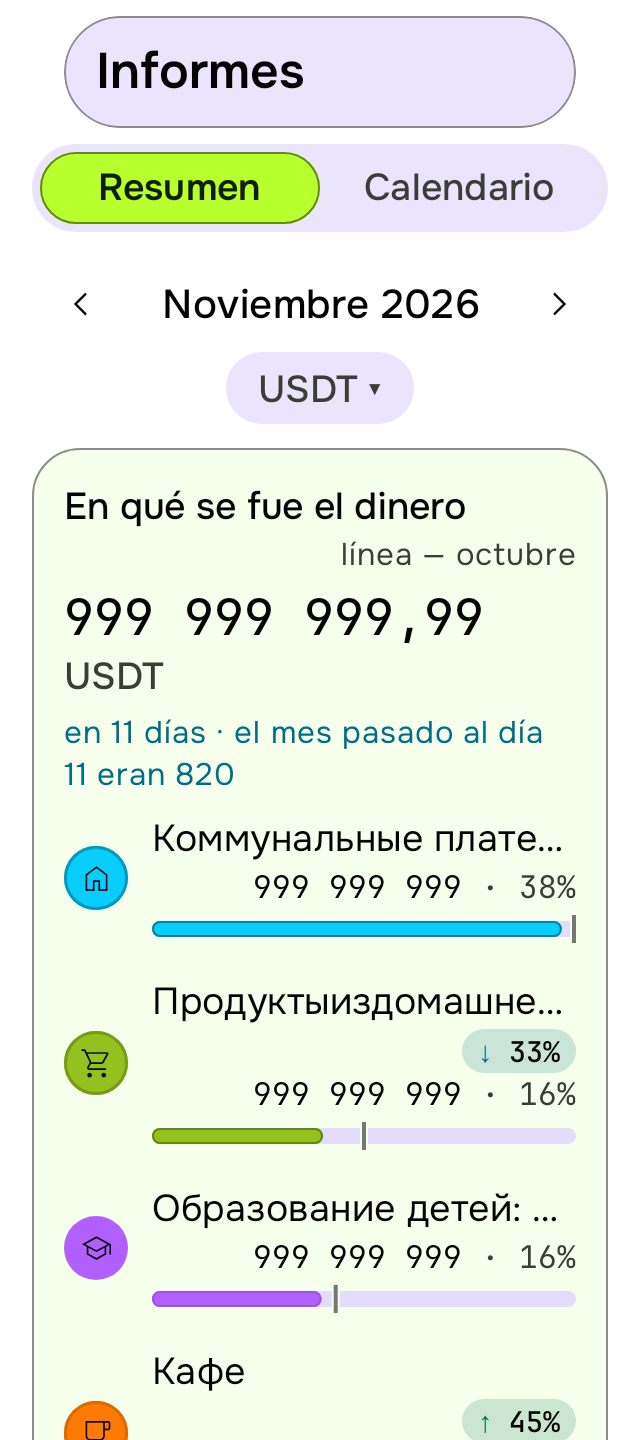 Informes
Resumen Calendario
Noviembre 2026
USDT ▾
En qué se fue el dinero
línea — octubre
999 999 999,99
USDT
en 11 días · el mes pasado al día
11 eran 820
Коммунальные плате...
999 999 999 · 38%
Продуктыиздомашне...
↓ 33%
999 999 999 · 16%
Образование детей: ...
999 999 999 · 16%
Кафе
↑ 45%